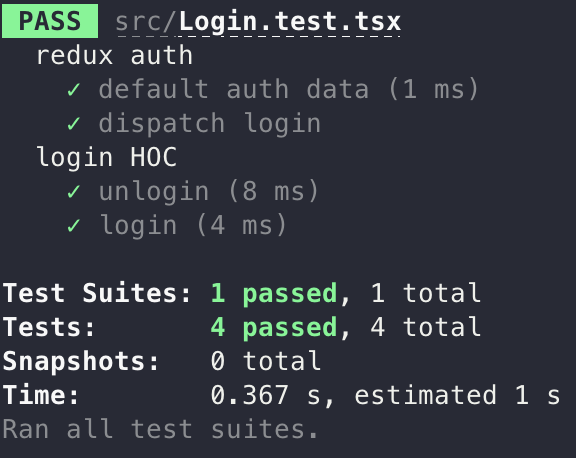 PASS src/Login.test.tsx
redux auth
✓ default auth data (1 ms)
✓ dispatch login
login HOC
✓ unlogin (8 ms)
✓ login (4 ms)
Test Suites: 1 passed, 1 total
Tests: 4 passed, 4 total
Snapshots: 0 total
Time: 0.367 s, estimated 1 s
Ran all test suites.